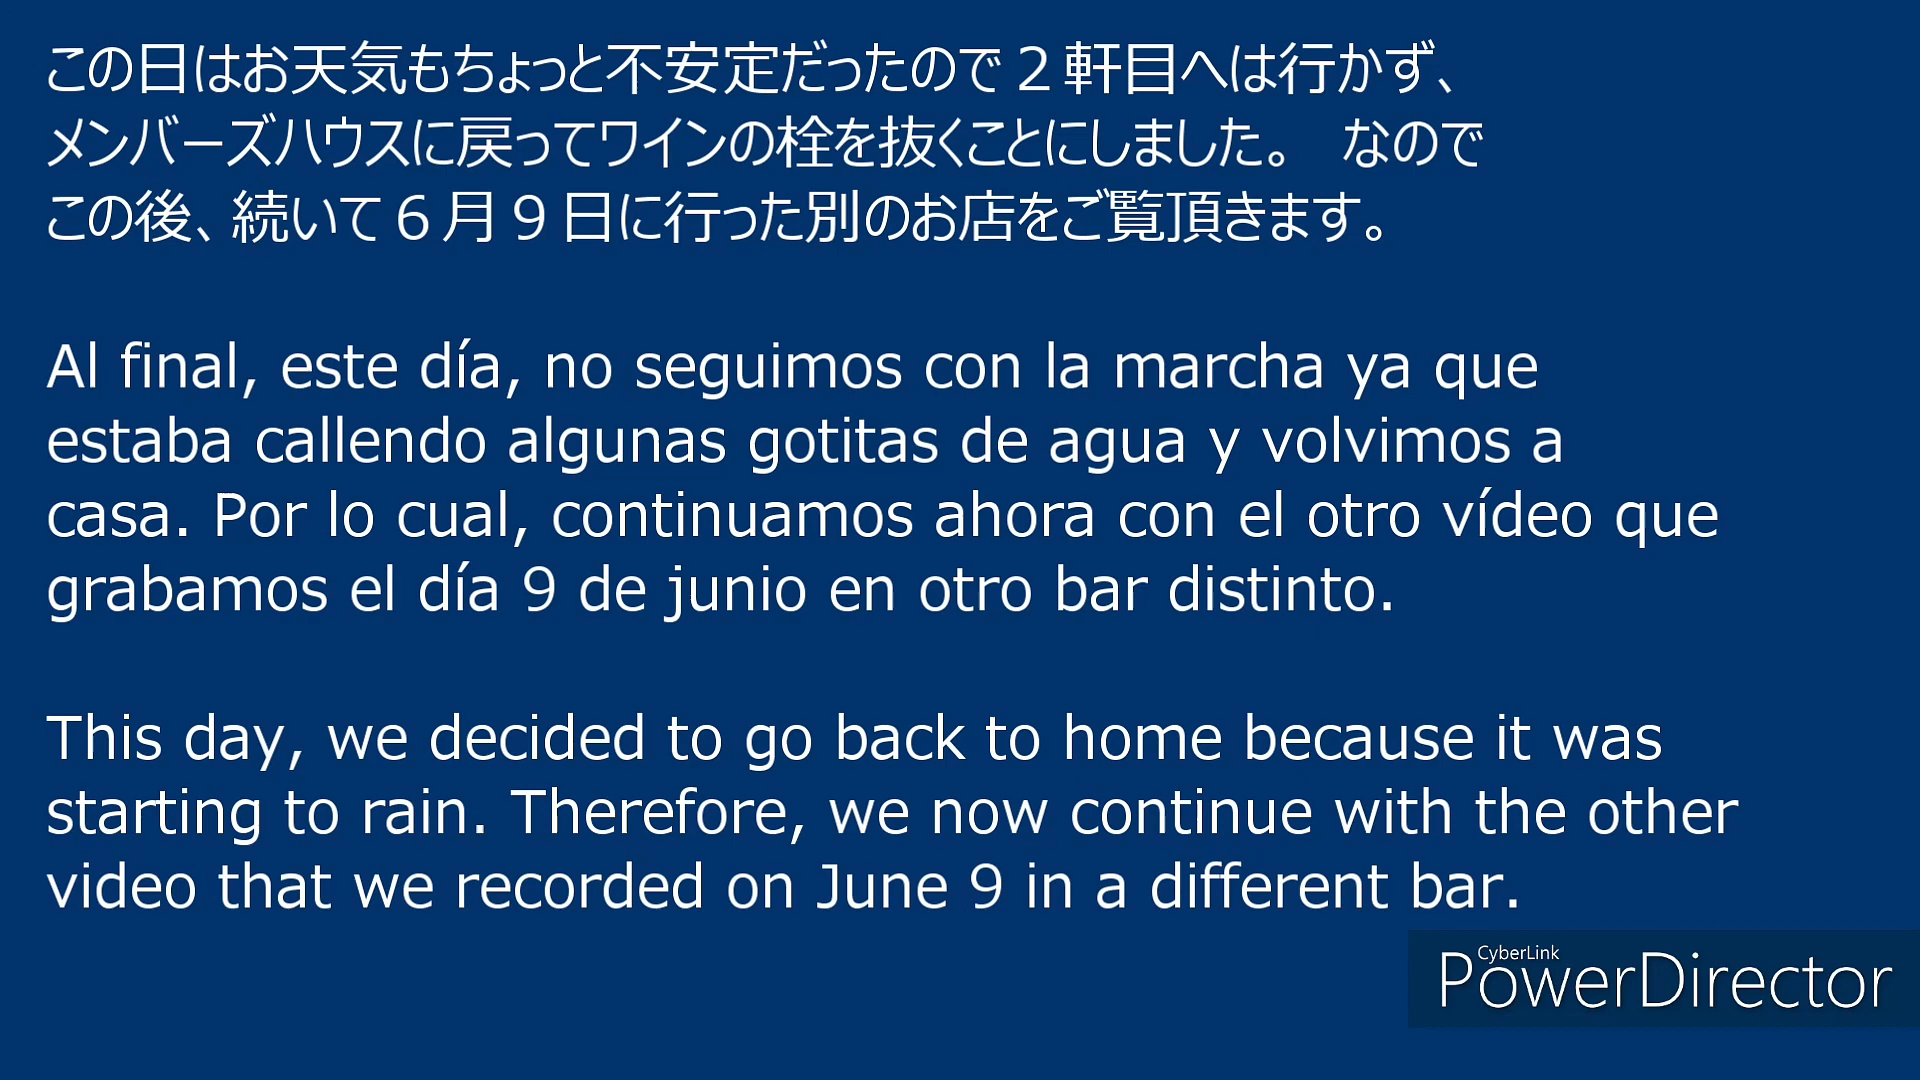 この日はお天気もちょっと不安定だったので２軒目へは行かず、
メンバーズハウスに戻ってワインの栓を抜くことにしました。　なので
この後、続いて６月９日に行った別のお店をご覧頂きます。
Al final, este día, no seguimos con la marcha ya que
estaba callendo algunas gotitas de agua y volvimos a
casa. Por lo cual, continuamos ahora con el otro vídeo que
grabamos el día 9 de junio en otro bar distinto.
This day, we decided to go back to home because it was
starting to rain. Therefore, we now continue with the other
video that we recorded on June 9 in a different bar.
CyberLink
PowerDirector